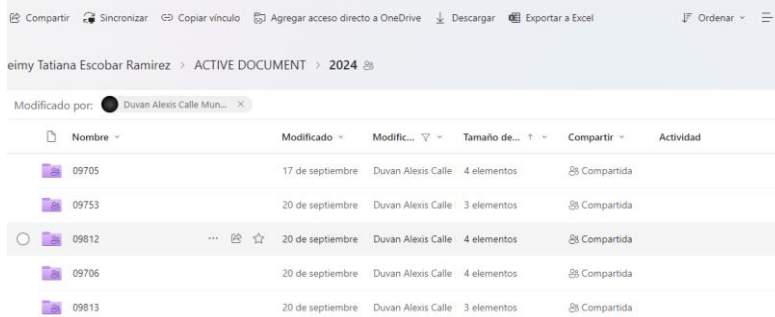 Compartir Sincronizar Copiar vínculo Agregar acceso directo a OneDrive Descargar Exportar a Excel Ordenar
eimy Tatiana Escobar Ramirez > ACTIVE DOCUMENT > 2024
Modificado por: Duvan Alexis Calle Mun... ×
Nombre Modificado Modific... Tamaño de... ↑ Compartir Actividad
09705 17 de septiembre Duvan Alexis Calle 4 elementos Compartida
09753 20 de septiembre Duvan Alexis Calle 3 elementos Compartida
09812 ... 20 de septiembre Duvan Alexis Calle 4 elementos Compartida
09706 20 de septiembre Duvan Alexis Calle 4 elementos Compartida
09813 20 de septiembre Duvan Alexis Calle 3 elementos Compartida